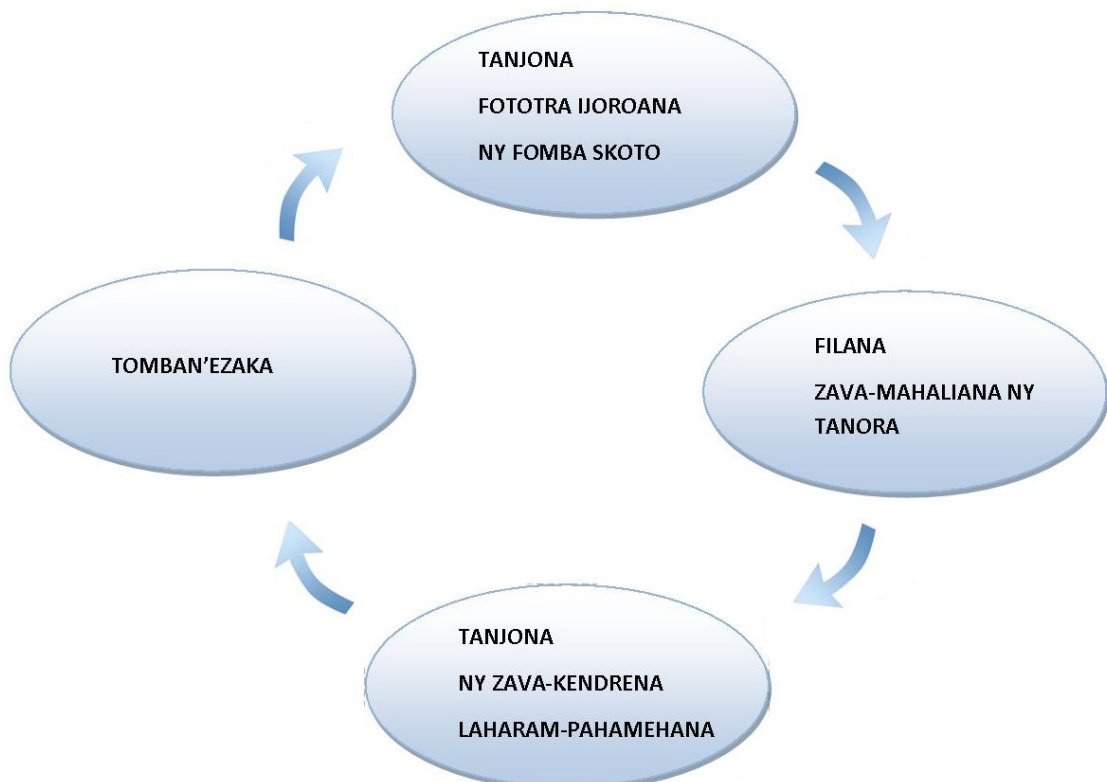 TANJONA
FOTOTRA IJOROANA
NY FOMBA SKOTO
FILANA
ZAVA-MAHALIANA NY
TANORA
TANJONA
NY ZAVA-KENDRENA
LAHARAM-PAHAMEHANA
TOMBAN’EZAKA